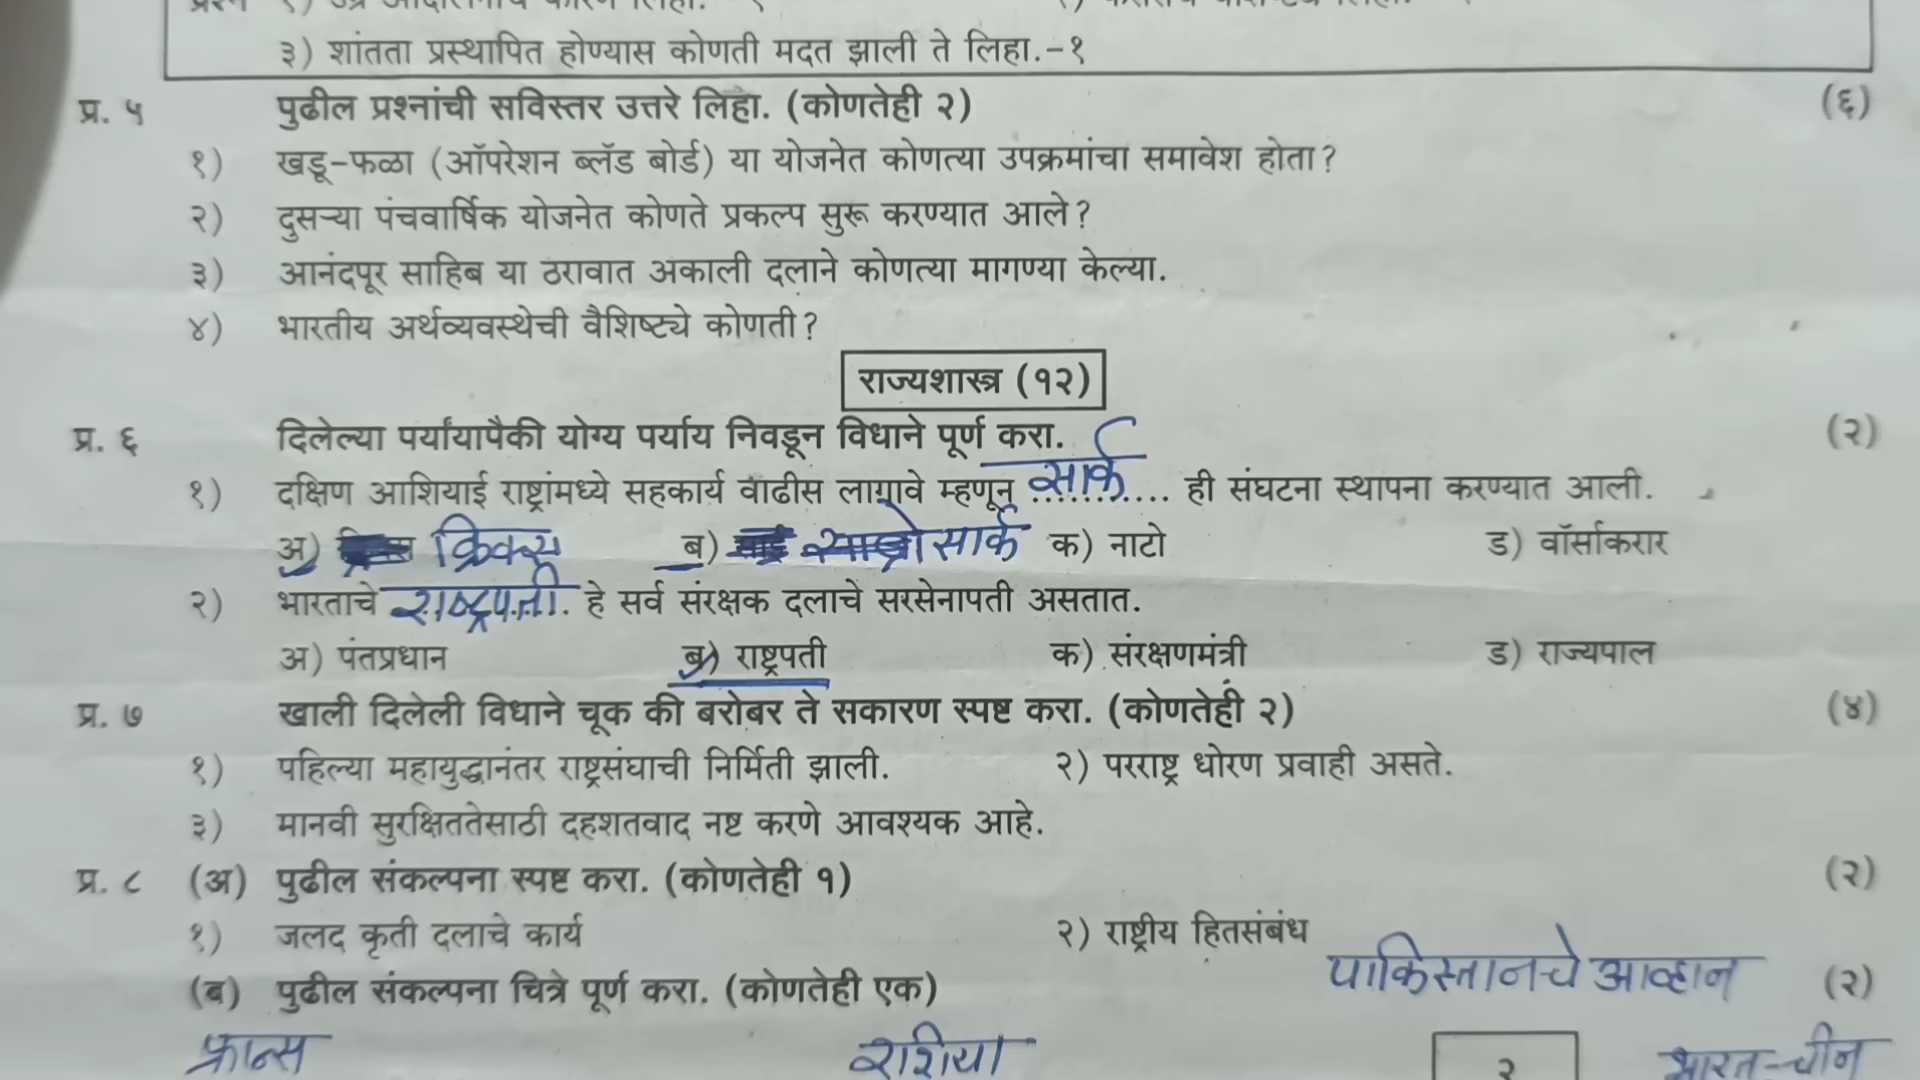 ३) शांतता प्रस्थापित होण्यास कोणती मदत झाली ते लिहा.-१
प्र. ५ पुढील प्रश्नांची सविस्तर उत्तरे लिहा. (कोणतेही २) (६)
१) खडू-फळा (ऑपरेशन ब्लॅड बोर्ड) या योजनेत कोणत्या उपक्रमांचा समावेश होता?
२) दुसऱ्या पंचवार्षिक योजनेत कोणते प्रकल्प सुरू करण्यात आले?
३) आनंदपूर साहिब या ठरावात अकाली दलाने कोणत्या मागण्या केल्या.
४) भारतीय अर्थव्यवस्थेची वैशिष्ट्ये कोणती?
राज्यशास्त्र (१२)
प्र. ६ दिलेल्या पर्यायापैकी योग्य पर्याय निवडून विधाने पूर्ण करा. (२)
१) दक्षिण आशियाई राष्ट्रांमध्ये सहकार्य वाढीस लागावे म्हणून सार्क ही संघटना स्थापना करण्यात आली.
अ) क्रिक्स ब) सार्क क) नाटो ड) वॉर्साकरार
२) भारताचे राष्ट्रपती हे सर्व संरक्षक दलाचे सरसेनापती असतात.
अ) पंतप्रधान ब) राष्ट्रपती क) संरक्षणमंत्री ड) राज्यपाल
प्र. ७ खाली दिलेली विधाने चूक की बरोबर ते सकारण स्पष्ट करा. (कोणतेही २) (४)
१) पहिल्या महायुद्धानंतर राष्ट्रसंघाची निर्मिती झाली. २) परराष्ट्र धोरण प्रवाही असते.
३) मानवी सुरक्षिततेसाठी दहशतवाद नष्ट करणे आवश्यक आहे.
प्र. ८ (अ) पुढील संकल्पना स्पष्ट करा. (कोणतेही १) (२)
१) जलद कृती दलाचे कार्य २) राष्ट्रीय हितसंबंध
पाकिस्तानचे आव्हान
(ब) पुढील संकल्पना चित्रे पूर्ण करा. (कोणतेही एक) (२)
फ्रान्स रशिया २ भारत-चीन